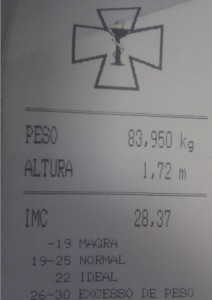 PESO 83,950 kg
ALTURA 1,72 m
IMC 28,37
-19 MAGRA
19-25 NORMAL
22 IDEAL
26-30 EXCESSO DE PESO